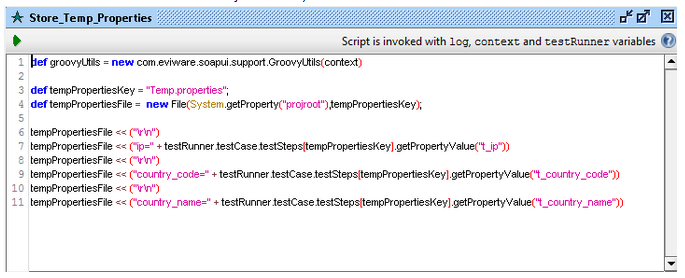 Store_Temp_Properties
Script is invoked with log, context and testRunner variables
1 def groovyUtils = new com.eviware.soapui.support.GroovyUtils(context)
2
3 def tempPropertiesKey = "Temp.properties";
4 def tempPropertiesFile = new File(System.getProperty("projroot"),tempPropertiesKey);
5
6 tempPropertiesFile << ("\r\n")
7 tempPropertiesFile << ("ip=" + testRunner.testCase.testSteps[tempPropertiesKey].getPropertyValue("t_ip"))
8 tempPropertiesFile << ("\r\n")
9 tempPropertiesFile << ("country_code=" + testRunner.testCase.testSteps[tempPropertiesKey].getPropertyValue("t_country_code"))
10 tempPropertiesFile << ("\r\n")
11 tempPropertiesFile << ("country_name=" + testRunner.testCase.testSteps[tempPropertiesKey].getPropertyValue("t_country_name"))